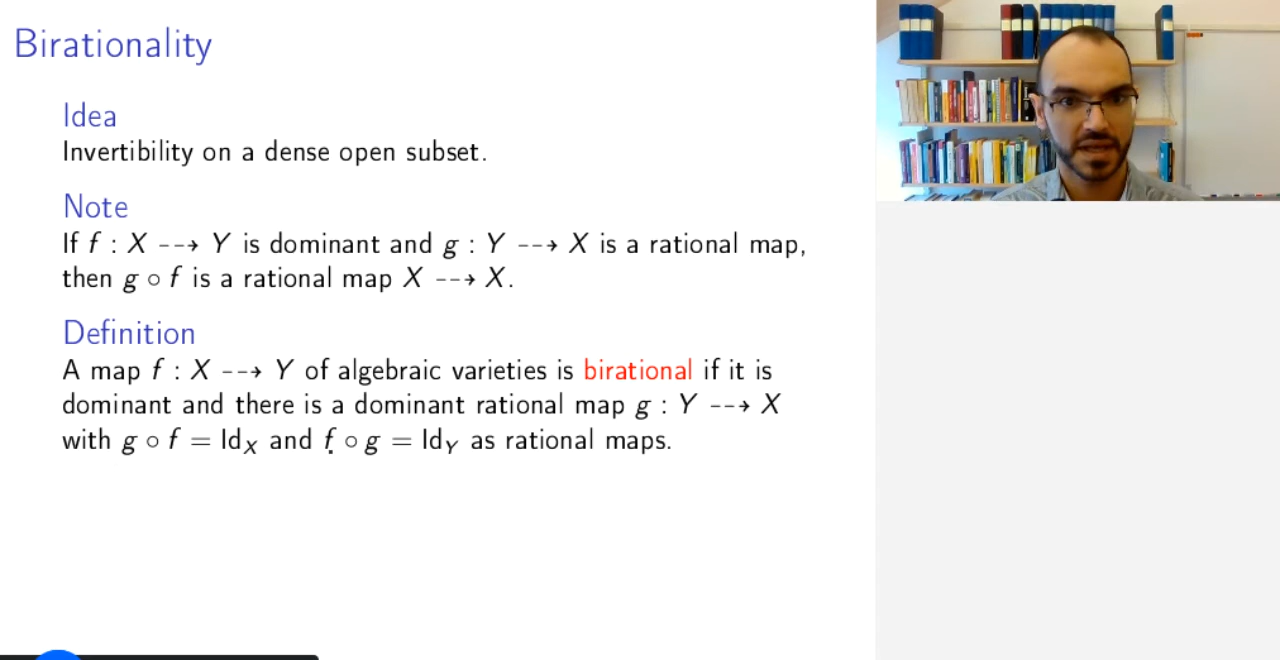 Birationality
Idea
Invertibility on a dense open subset.
Note
If f : X ⇢ Y is dominant and g : Y ⇢ X is a rational map,
then g ∘ f is a rational map X ⇢ X.
Definition
A map f : X ⇢ Y of algebraic varieties is birational if it is
dominant and there is a dominant rational map g : Y ⇢ X
with g ∘ f = Id_X and f ∘ g = Id_Y as rational maps.